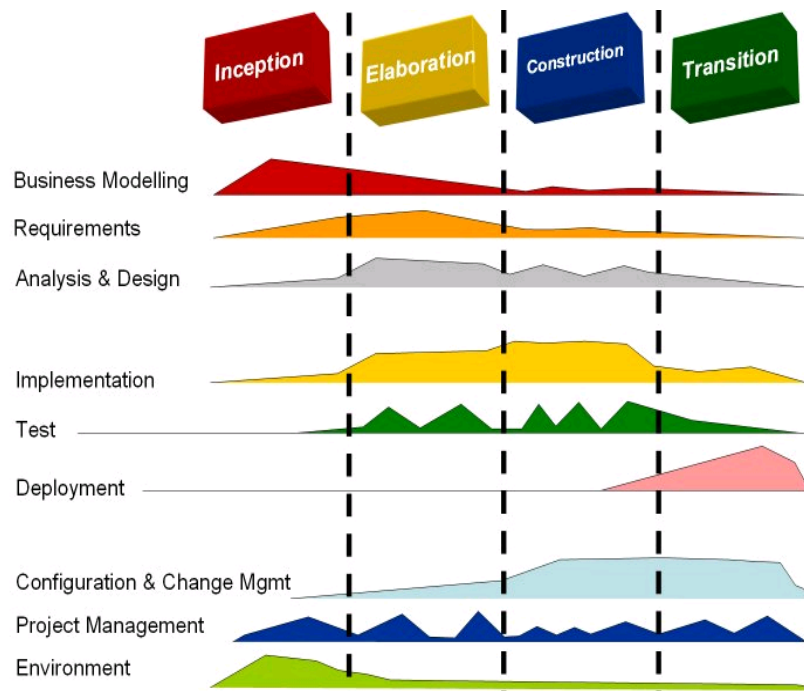 Inception
Elaboration
Construction
Transition
Business Modelling
Requirements
Analysis & Design
Implementation
Test
Deployment
Configuration & Change Mgmt
Project Management
Environment